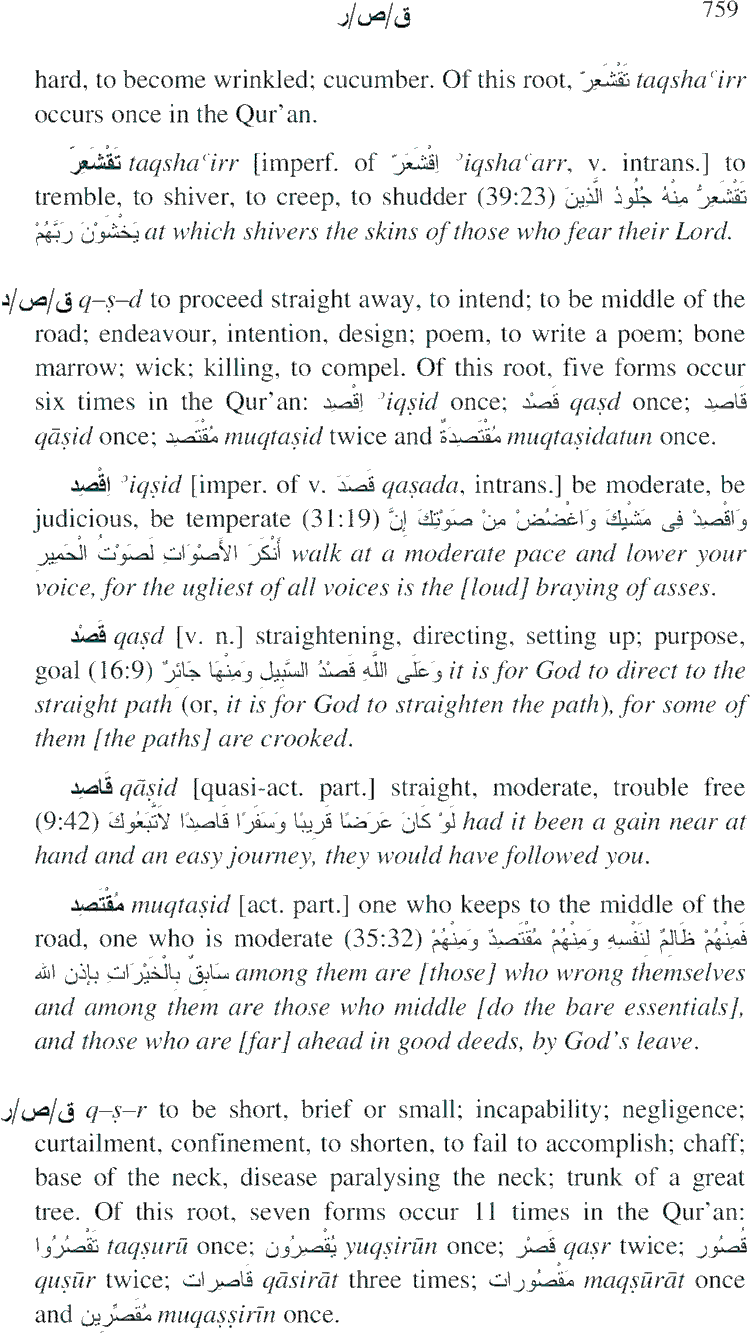 ق/ص/ر 759
hard, to become wrinkled; cucumber. Of this root, تَقْشَعِرّ taqshaʿirr
occurs once in the Qur’an.
تَقْشَعِرّ taqshaʿirr [imperf. of اِقْشَعَرّ ʾiqshaʿarr, v. intrans.] to
tremble, to shiver, to creep, to shudder (39:23) تَقْشَعِرُّ مِنْهُ جُلُودُ الَّذِينَ
يَخْشَوْنَ رَبَّهُمْ at which shivers the skins of those who fear their Lord.
ق/ص/د q–ṣ–d to proceed straight away, to intend; to be middle of the
road; endeavour, intention, design; poem, to write a poem; bone
marrow; wick; killing, to compel. Of this root, five forms occur
six times in the Qur’an: اِقْصِد ʾiqṣid once; قَصْد qaṣd once; قَاصِد
qāṣid once; مُقْتَصِد muqtaṣid twice and مُقْتَصِدَةٌ muqtaṣidatun once.
اِقْصِد ʾiqṣid [imper. of v. قَصَدَ qaṣada, intrans.] be moderate, be
judicious, be temperate (31:19) وَاقْصِدْ فِى مَشْيِكَ وَاغْضُضْ مِنْ صَوْتِكَ إِنَّ
أَنْكَرَ الأَصْوَاتِ لَصَوْتُ الْحَمِيرِ walk at a moderate pace and lower your
voice, for the ugliest of all voices is the [loud] braying of asses.
قَصْد qaṣd [v. n.] straightening, directing, setting up; purpose,
goal (16:9) وَعَلَى اللَّهِ قَصْدُ السَّبِيلِ وَمِنْهَا جَائِرٌ it is for God to direct to the
straight path (or, it is for God to straighten the path), for some of
them [the paths] are crooked.
قَاصِد qāṣid [quasi-act. part.] straight, moderate, trouble free
(9:42) لَوْ كَانَ عَرَضًا قَرِيبًا وَسَفَرًا قَاصِدًا لاَتَّبَعُوكَ had it been a gain near at
hand and an easy journey, they would have followed you.
مُقْتَصِد muqtaṣid [act. part.] one who keeps to the middle of the
road, one who is moderate (35:32) فَمِنْهُمْ ظَالِمٌ لِنَفْسِهِ وَمِنْهُمْ مُقْتَصِدٌ وَمِنْهُمْ
سَابِقٌ بِالْخَيْرَاتِ بِإِذْنِ الله among them are [those] who wrong themselves
and among them are those who middle [do the bare essentials],
and those who are [far] ahead in good deeds, by God’s leave.
ق/ص/ر q–ṣ–r to be short, brief or small; incapability; negligence;
curtailment, confinement, to shorten, to fail to accomplish; chaff;
base of the neck, disease paralysing the neck; trunk of a great
tree. Of this root, seven forms occur 11 times in the Qur’an:
تَقْصُرُوا taqṣurū once; يُقْصِرُون yuqṣirūn once; قَصْر qaṣr twice; قُصُور
quṣūr twice; قَاصِرات qāsirāt three times; مَقْصُورات maqṣūrāt once
and مُقَصِّرِين muqaṣṣirīn once.